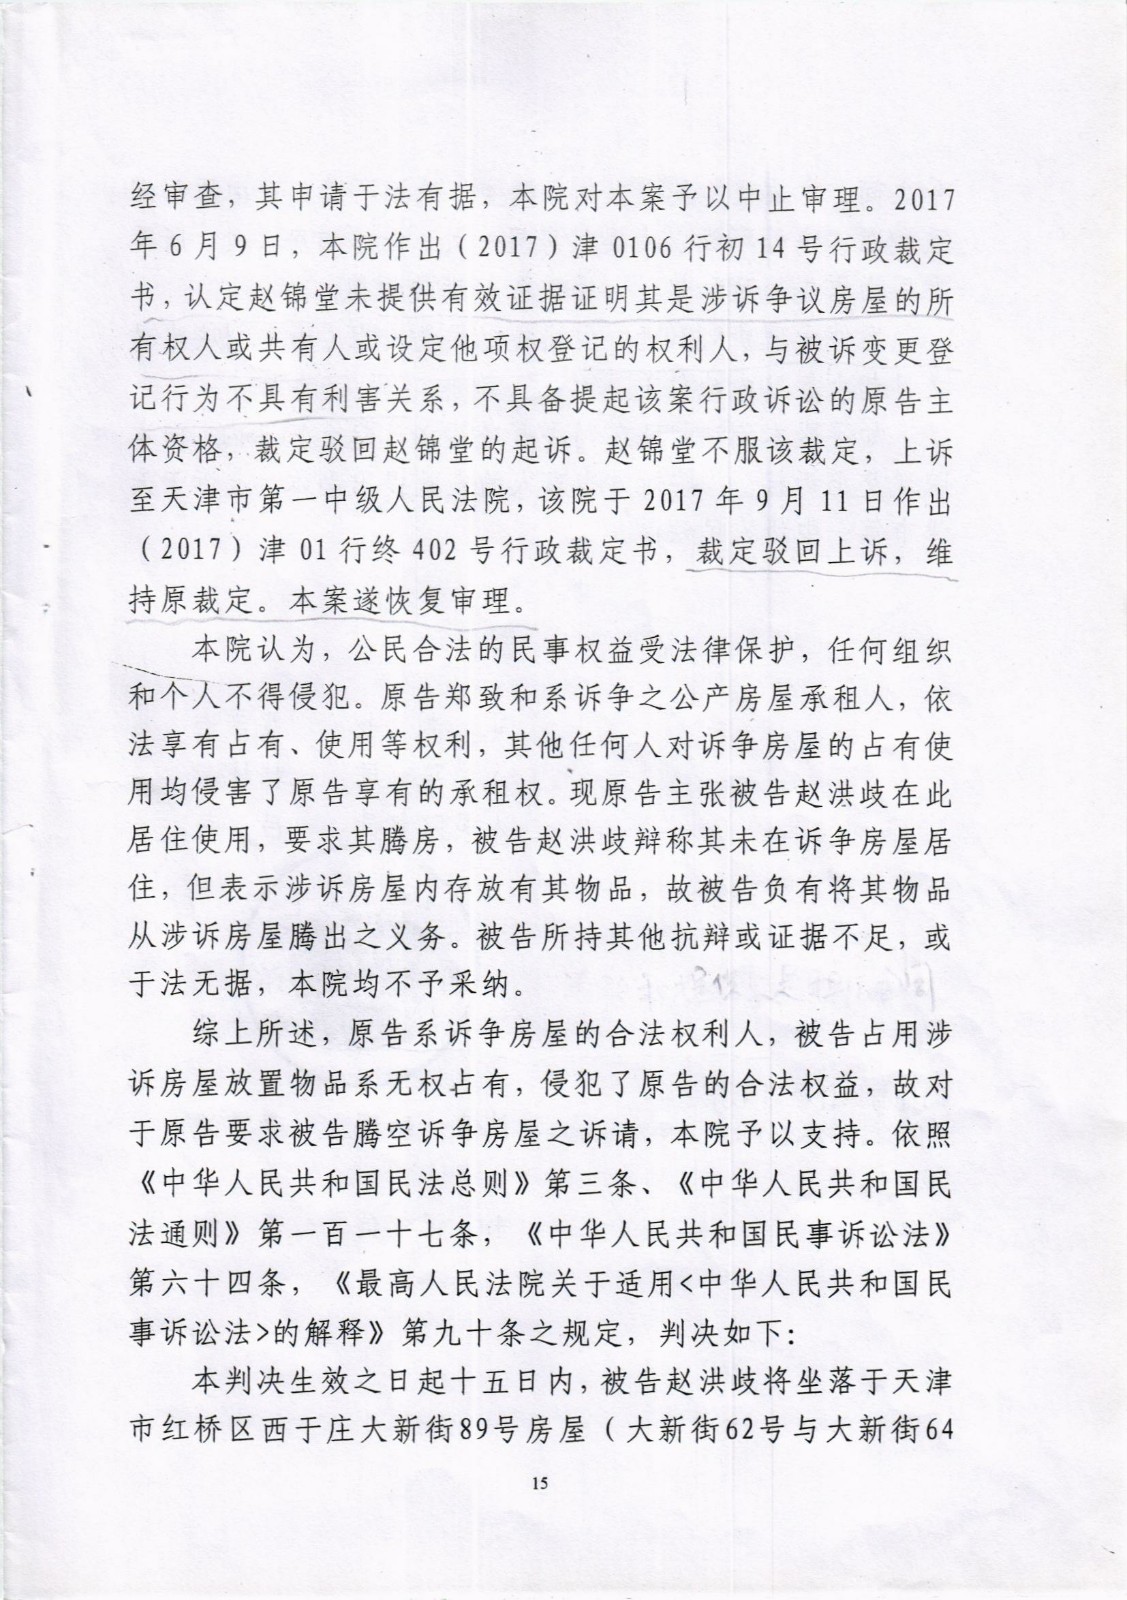 经审查，其申请于法有据，本院对本案予以中止审理。2017
年6月9日，本院作出（2017）津0106行初14号行政裁定
书，认定赵锦堂未提供有效证据证明其是涉诉争议房屋的所
有权人或共有人或设定他项权登记的权利人，与被诉变更登
记行为不具有利害关系，不具备提起该案行政诉讼的原告主
体资格，裁定驳回赵锦堂的起诉。赵锦堂不服该裁定，上诉
至天津市第一中级人民法院，该院于2017年9月11日作出
（2017）津01行终402号行政裁定书，裁定驳回上诉，维
持原裁定。本案遂恢复审理。
本院认为，公民合法的民事权益受法律保护，任何组织
和个人不得侵犯。原告郑致和系诉争之公产房屋承租人，依
法享有占有、使用等权利，其他任何人对诉争房屋的占有使
用均侵害了原告享有的承租权。现原告主张被告赵洪歧在此
居住使用，要求其腾房，被告赵洪歧辩称其未在诉争房屋居
住，但表示涉诉房屋内存放有其物品，故被告负有将其物品
从涉诉房屋腾出之义务。被告所持其他抗辩或证据不足，或
于法无据，本院均不予采纳。
综上所述，原告系诉争房屋的合法权利人，被告占用涉
诉房屋放置物品系无权占有，侵犯了原告的合法权益，故对
于原告要求被告腾空诉争房屋之诉请，本院予以支持。依照
《中华人民共和国民法总则》第三条、《中华人民共和国民
法通则》第一百一十七条，《中华人民共和国民事诉讼法》
第六十四条，《最高人民法院关于适用<中华人民共和国民
事诉讼法>的解释》第九十条之规定，判决如下：
本判决生效之日起十五日内，被告赵洪歧将坐落于天津
市红桥区西于庄大新街89号房屋（大新街62号与大新街64
15